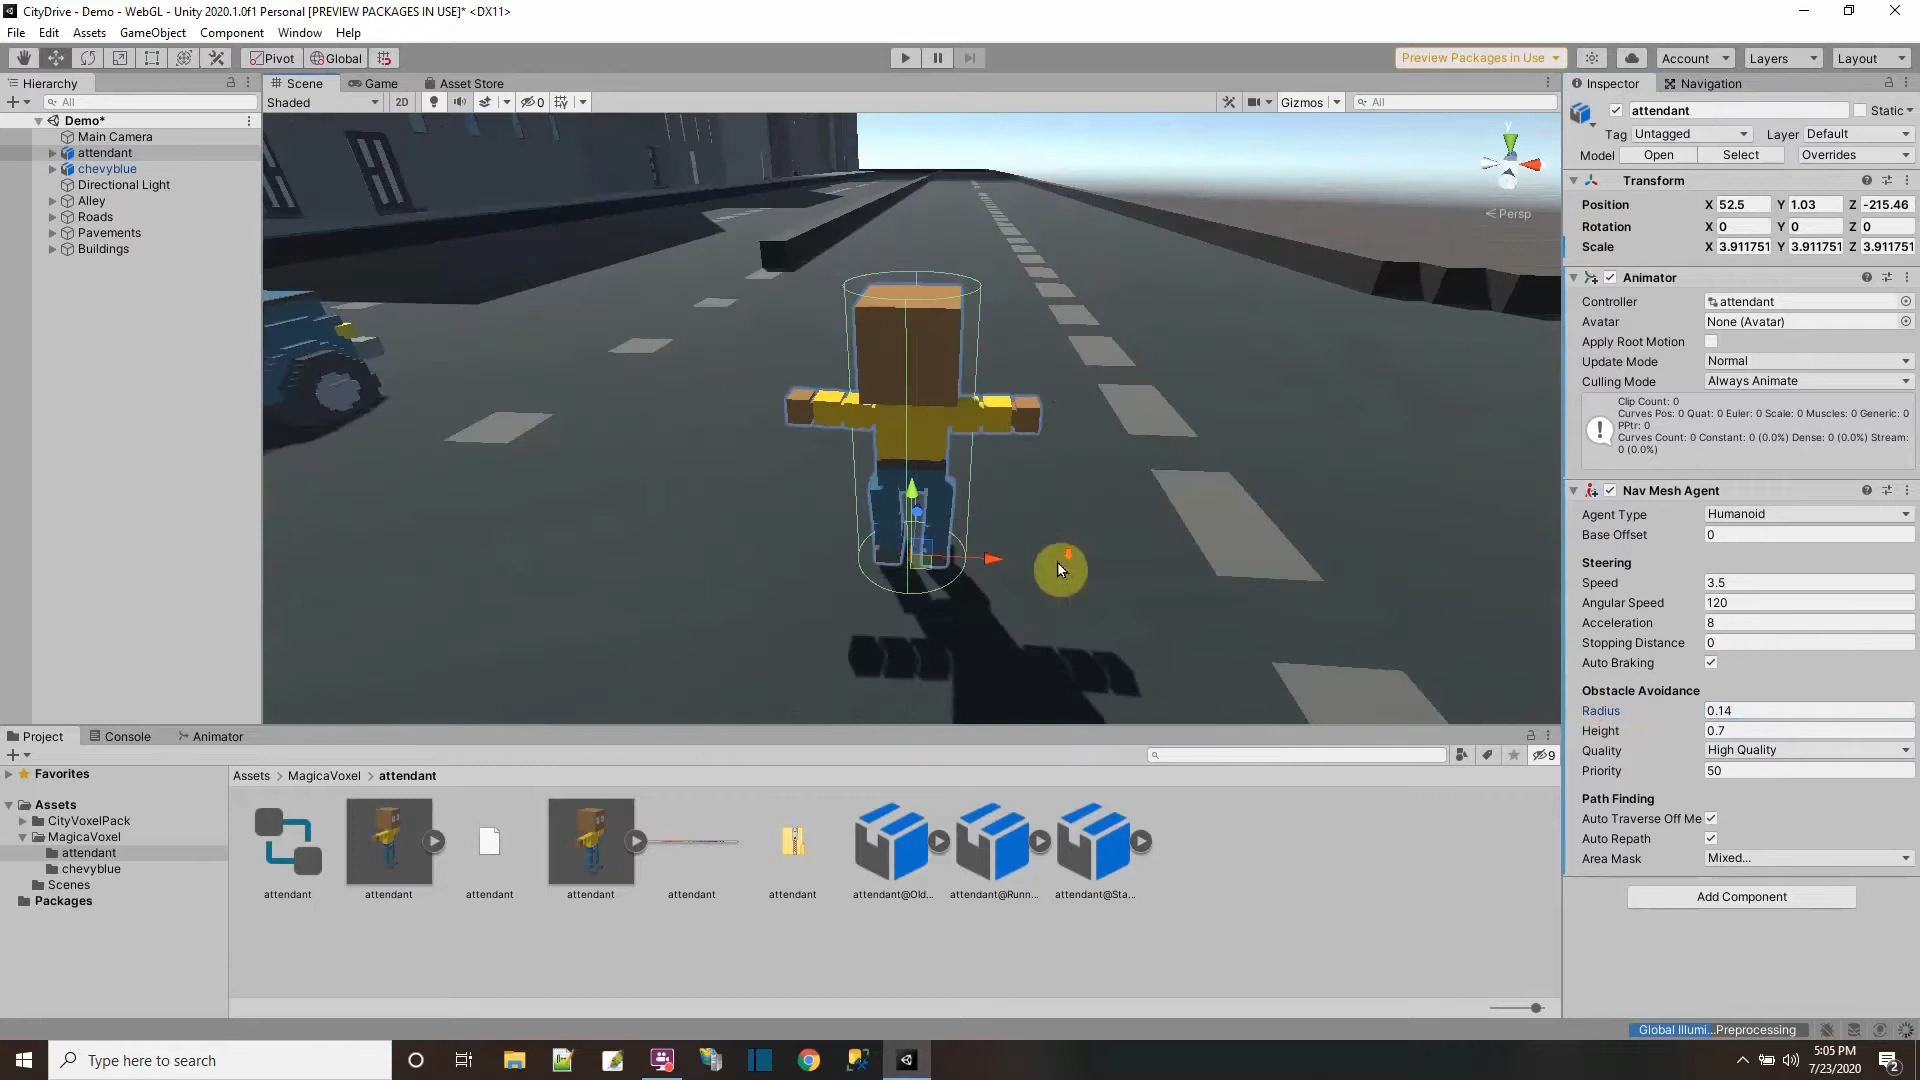 CityDrive - Demo - WebGL - Unity 2020.1.0f1 Personal [PREVIEW PACKAGES IN USE]* <DX11>
File Edit Assets GameObject Component Window Help
Pivot Global Preview Packages in Use Account Layers Layout
Hierarchy Scene Game Asset Store Inspector Navigation
All Shaded 2D 0 Gizmos All attendant Static
Demo*
Main Camera
attendant
chevyblue
Directional Light
Alley
Roads
Pavements
Buildings
y
Persp
Tag Untagged Layer Default
Model Open Select Overrides
Transform
Position X 52.5 Y 1.03 Z -215.46
Rotation X 0 Y 0 Z 0
Scale X 3.911751 Y 3.911751 Z 3.911751
Animator
Controller attendant
Avatar None (Avatar)
Apply Root Motion
Update Mode Normal
Culling Mode Always Animate
Clip Count: 0
Curves Pos: 0 Quat: 0 Euler: 0 Scale: 0 Muscles: 0 Generic: 0
PPtr: 0
Curves Count: 0 Constant: 0 (0.0%) Dense: 0 (0.0%) Stream:
0 (0.0%)
Nav Mesh Agent
Agent Type Humanoid
Base Offset 0
Steering
Speed 3.5
Angular Speed 120
Acceleration 8
Stopping Distance 0
Auto Braking
Obstacle Avoidance
Radius 0.14
Height 0.7
Quality High Quality
Priority 50
Path Finding
Auto Traverse Off Me
Auto Repath
Area Mask Mixed...
Add Component
Project Console Animator
9
Favorites
Assets
CityVoxelPack
MagicaVoxel
attendant
chevyblue
Scenes
Packages
Assets > MagicaVoxel > attendant
attendant attendant attendant attendant attendant attendant attendant@Old... attendant@Runn... attendant@Sta...
Global Illumi...Preprocessing
Type here to search
5:05 PM
7/23/2020
2